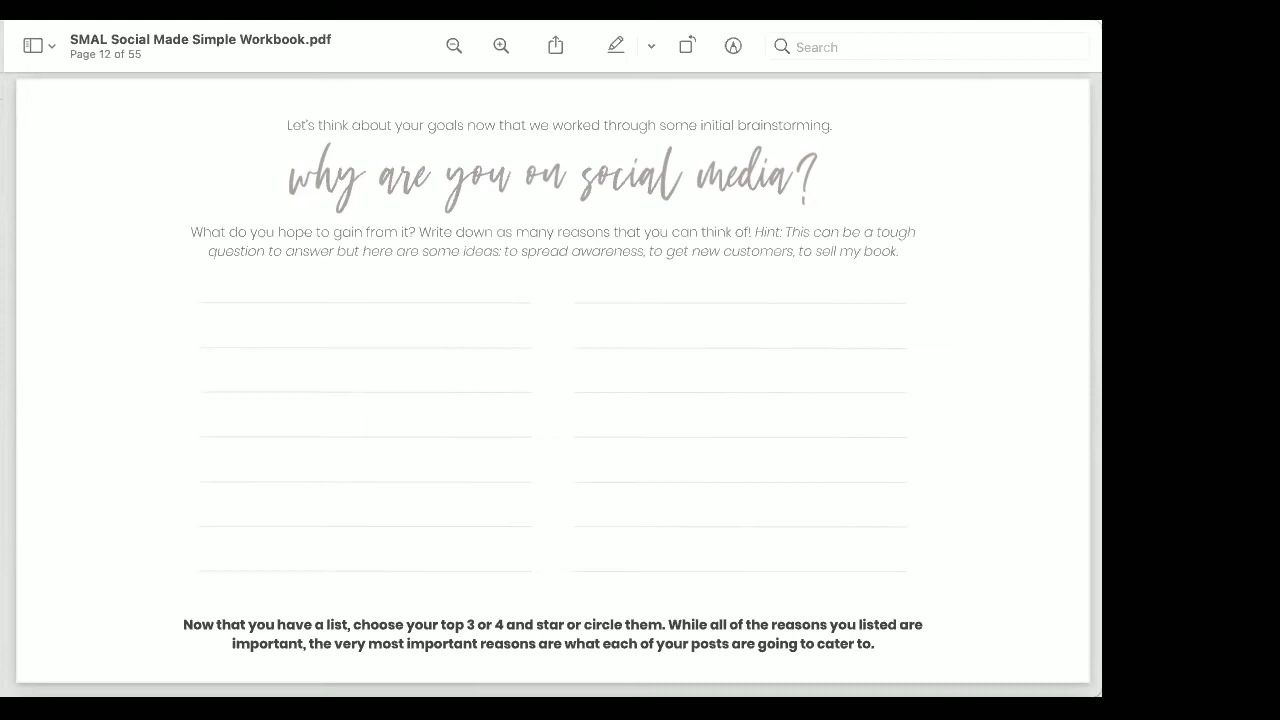 SMAL Social Made Simple Workbook.pdf
Page 12 of 55
Search
Let's think about your goals now that we worked through some initial brainstorming.
why are you on social media?
What do you hope to gain from it? Write down as many reasons that you can think of! Hint: This can be a tough
question to answer but here are some ideas: to spread awareness, to get new customers, to sell my book.
Now that you have a list, choose your top 3 or 4 and star or circle them. While all of the reasons you listed are
important, the very most important reasons are what each of your posts are going to cater to.